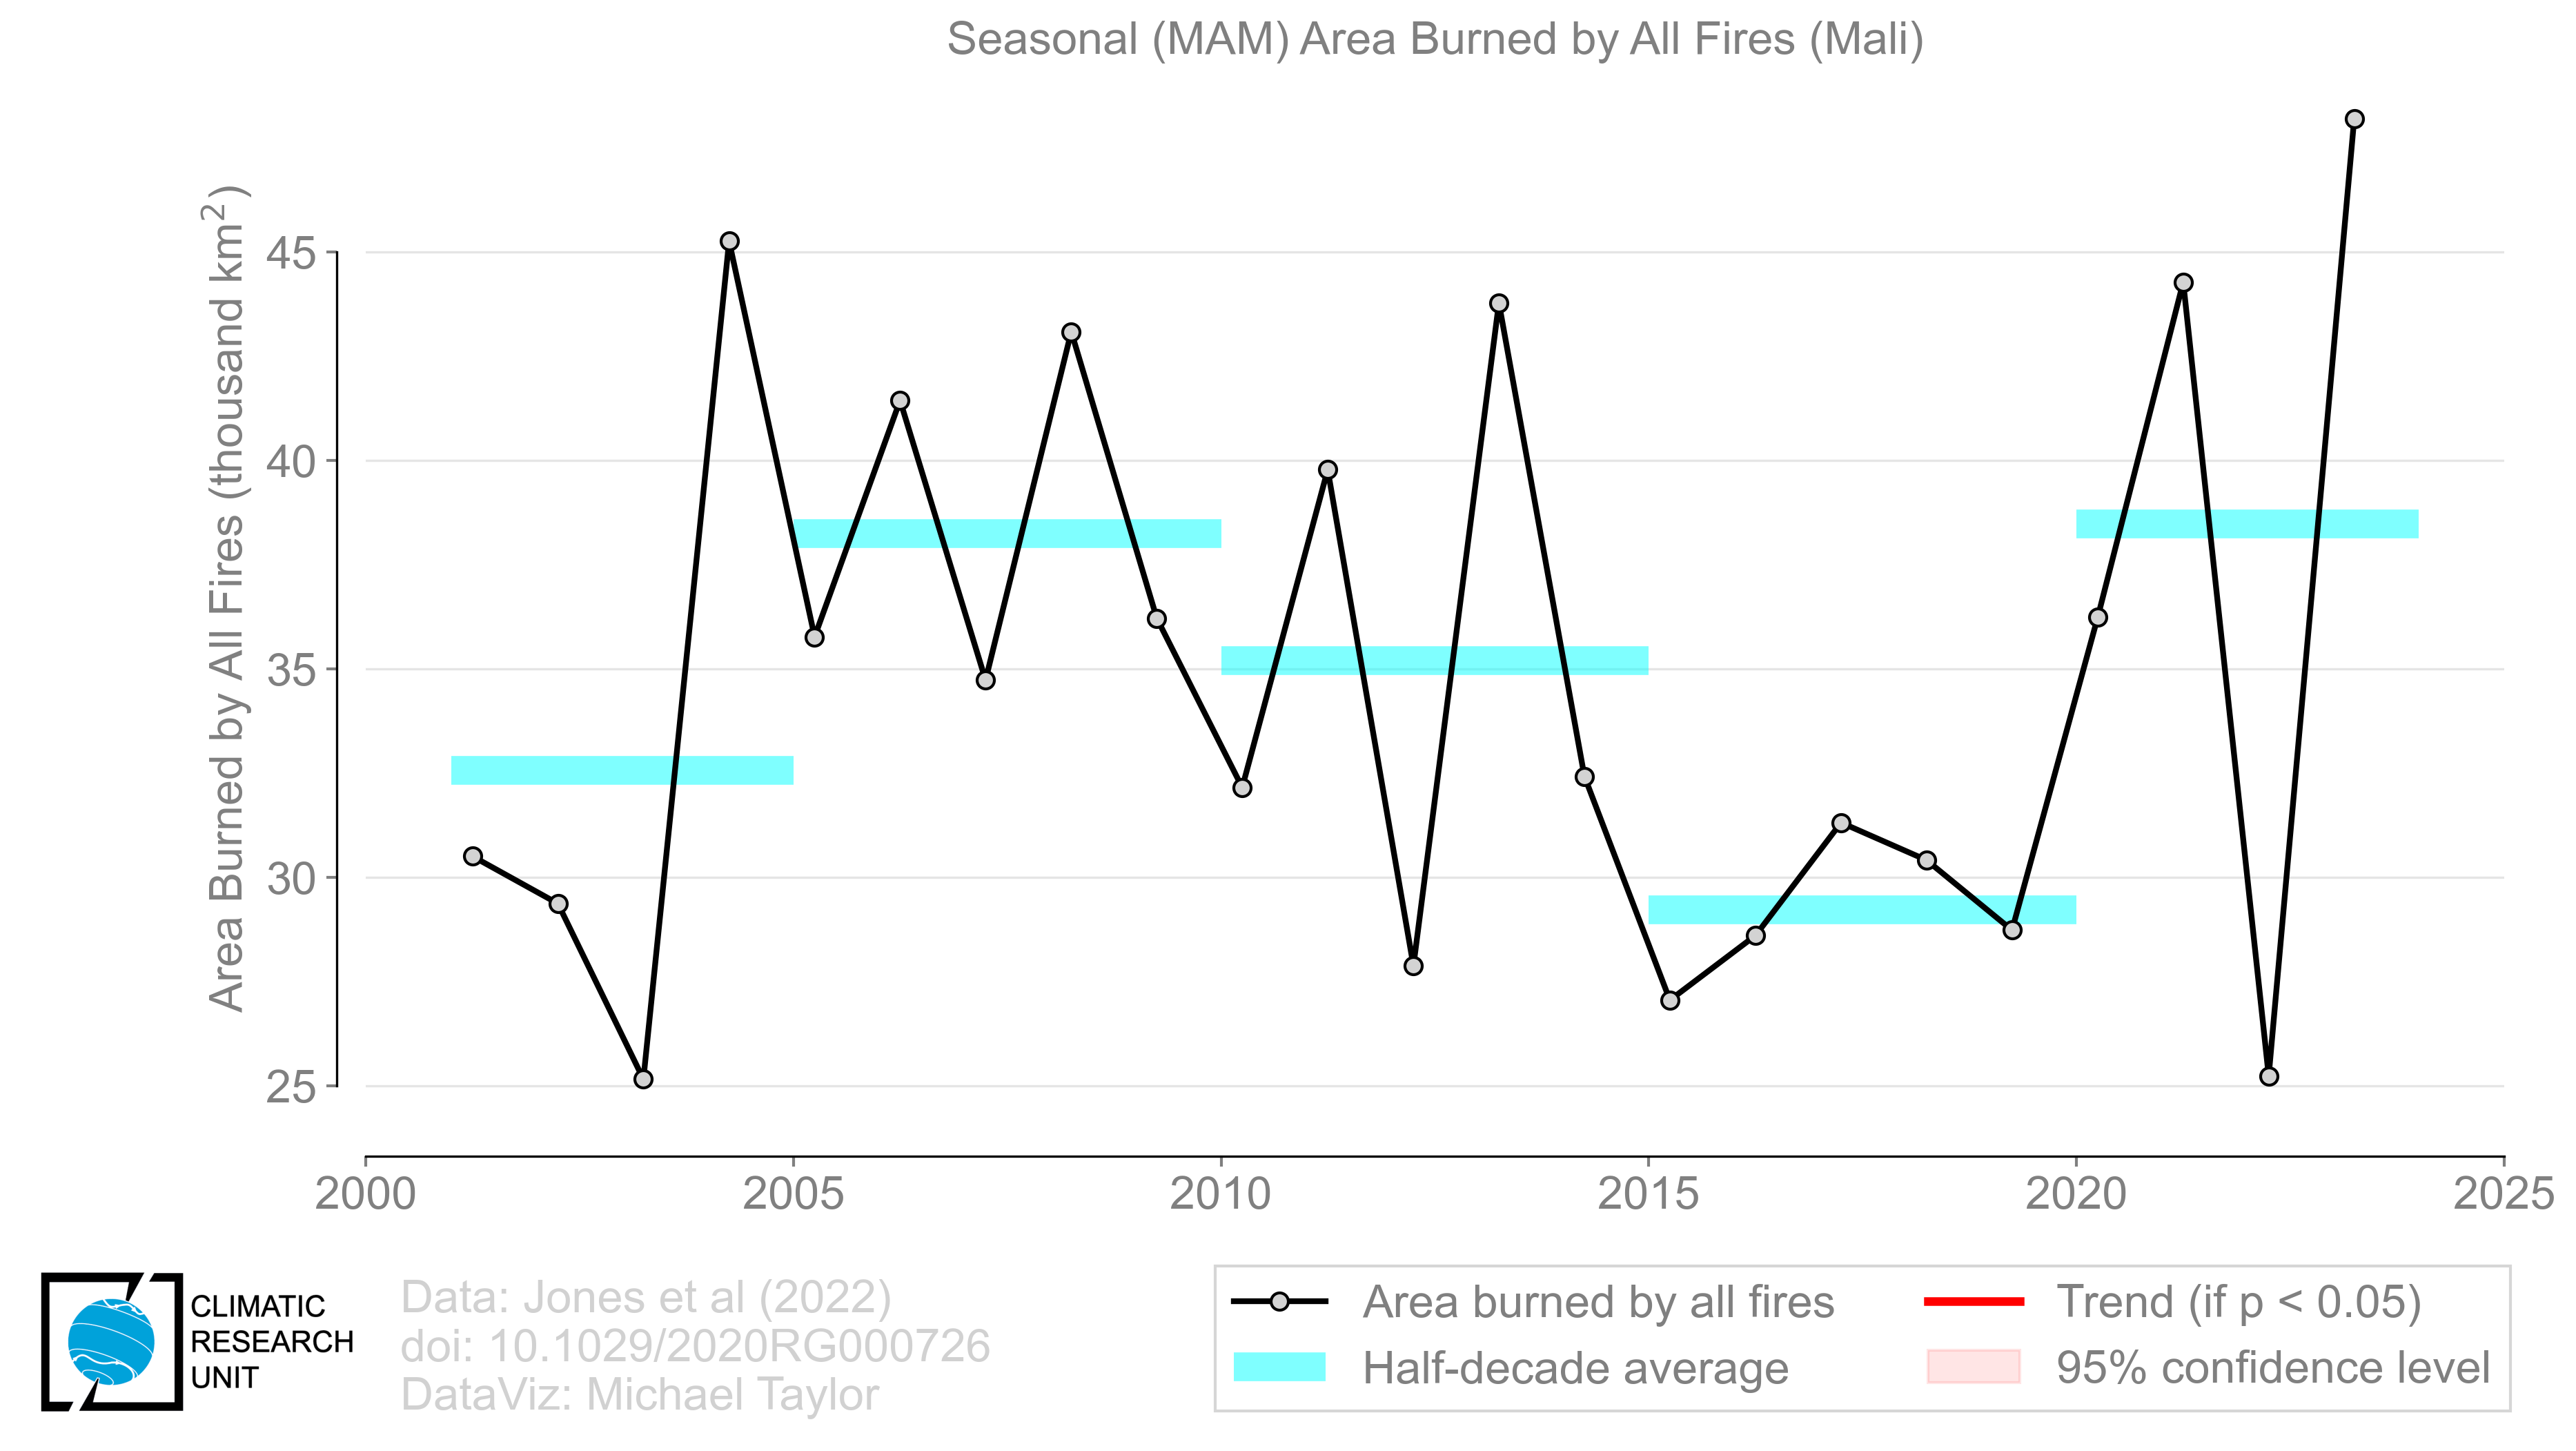 Seasonal (MAM) Area Burned by All Fires (Mali)
Area Burned by All Fires (thousand km²)
45
40
35
30
25
2000
2005
2010
2015
2020
2025
CLIMATIC
RESEARCH
UNIT
Data: Jones et al (2022)
doi: 10.1029/2020RG000726
DataViz: Michael Taylor
Area burned by all fires
Half-decade average
Trend (if p < 0.05)
95% confidence level